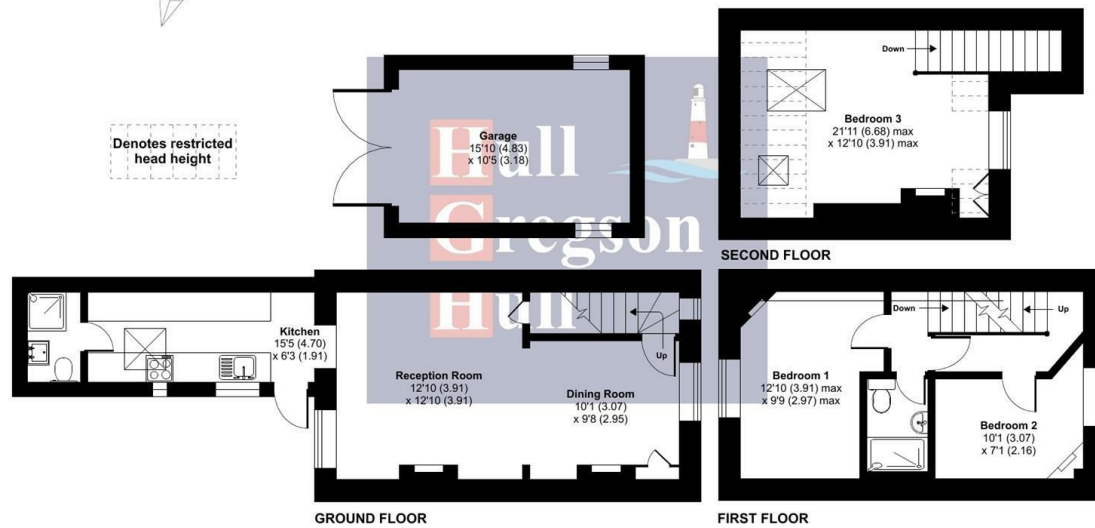 Denotes restricted
head height
Garage
15'10 (4.83)
x 10'5 (3.18)
Hull
Gregson
Hull
Down
Bedroom 3
21'11 (6.68) max
x 12'10 (3.91) max
SECOND FLOOR
Kitchen
15'5 (4.70)
x 6'3 (1.91)
Reception Room
12'10 (3.91)
x 12'10 (3.91)
Up
Dining Room
10'1 (3.07)
x 9'8 (2.95)
GROUND FLOOR
Down
Up
Bedroom 1
12'10 (3.91) max
x 9'9 (2.97) max
Bedroom 2
10'1 (3.07)
x 7'1 (2.16)
FIRST FLOOR